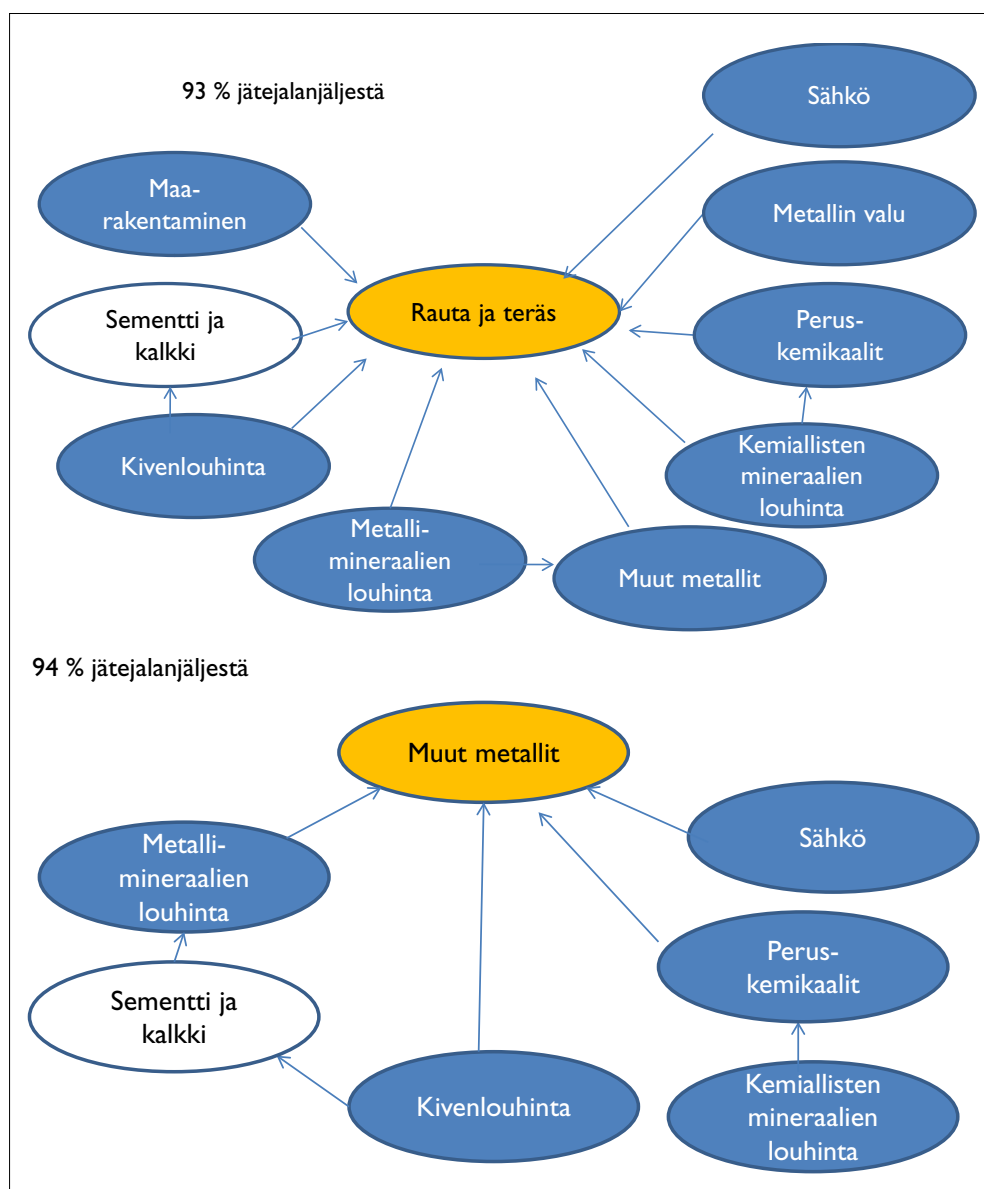 93 % jätejalanjäljestä
Sähkö
Maa-
rakentaminen
Metallin valu
Rauta ja teräs
Sementti ja
kalkki
Perus-
kemikaalit
Kivenlouhinta
Kemiallisten
mineraalien
louhinta
Metalli-
mineraalien
louhinta
Muut metallit
94 % jätejalanjäljestä
Muut metallit
Metalli-
mineraalien
louhinta
Sähkö
Perus-
kemikaalit
Sementti ja
kalkki
Kivenlouhinta
Kemiallisten
mineraalien
louhinta